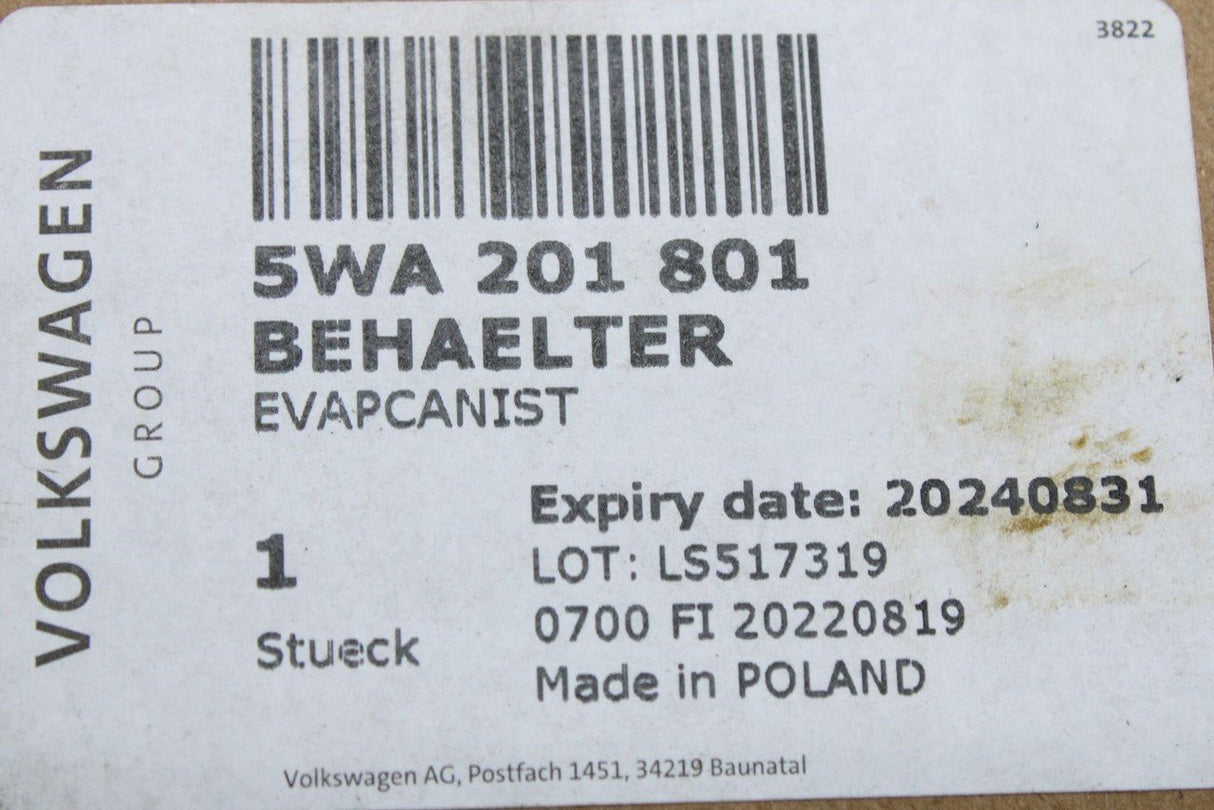 3822
VOLKSWAGEN
GROUP
5WA 201 801
BEHAELTER
EVAPCANIST
1
Stueck
Expiry date: 20240831
LOT: LS517319
0700 FI 20220819
Made in POLAND
Volkswagen AG, Postfach 1451, 34219 Baunatal